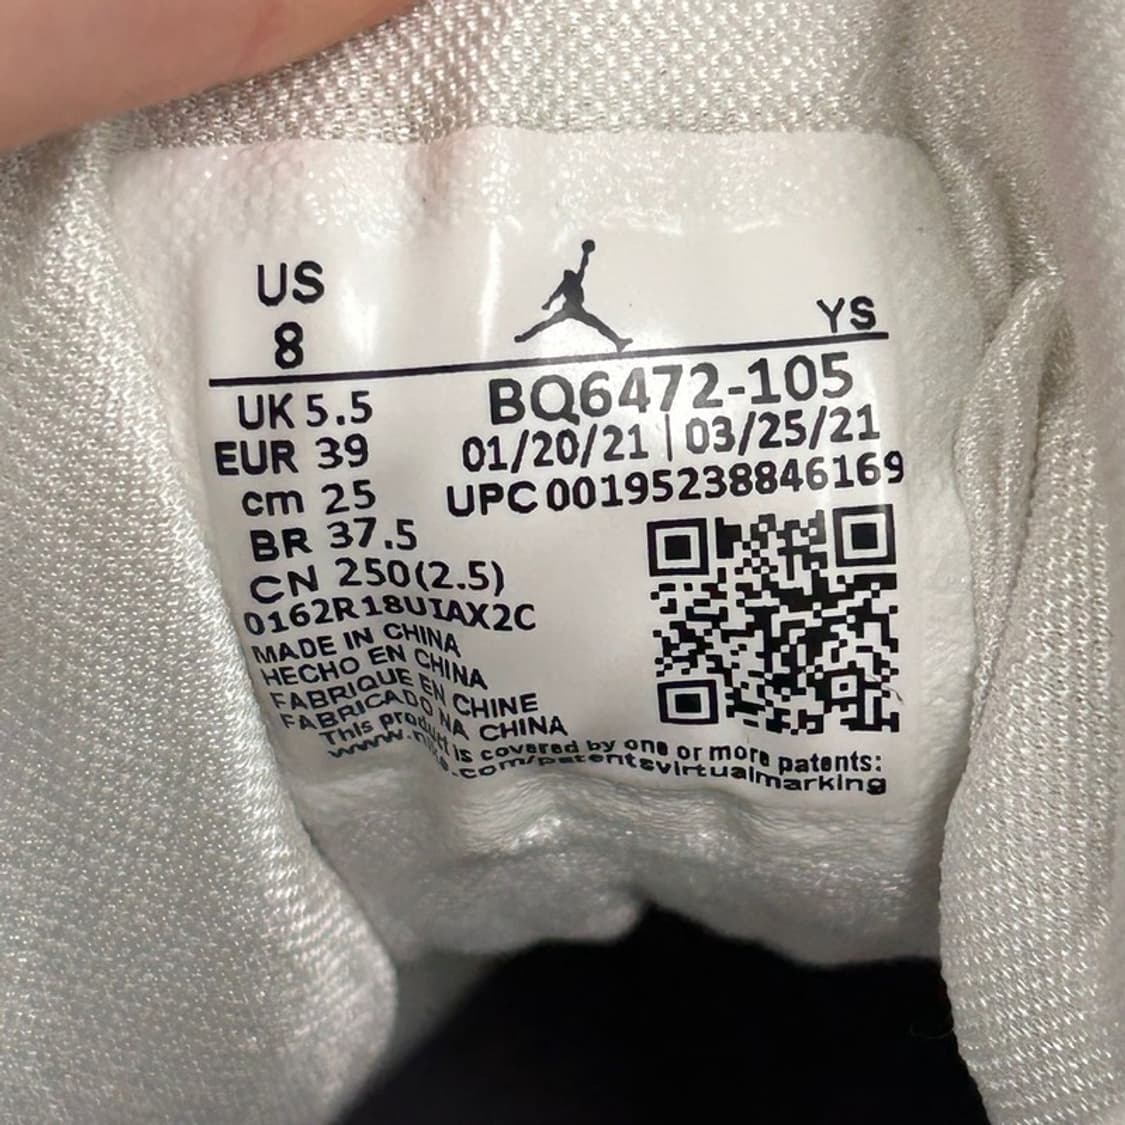 US
8
YS
UK 5.5
EUR 39
cm 25
BR 37.5
CN 250(2.5)
BQ6472-105
01/20/21 | 03/25/21
UPC 00195238846169
0162R18UIAX2C
MADE IN CHINA
HECHO EN CHINA
FABRIQUE EN CHINE
FABRICADO NA CHINA
This product is covered by one or more patents:
www.nike.com/patentsvirtualmarking